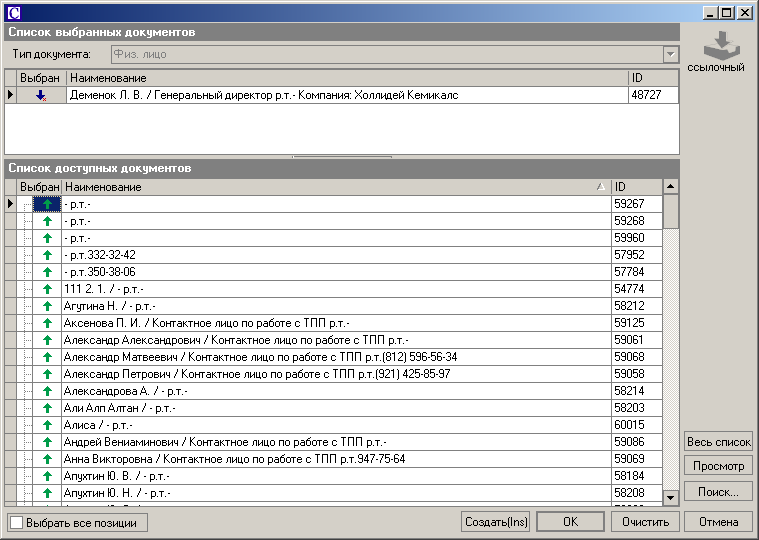 C
Список выбранных документов
Тип документа: Физ. лицо
ссылочный
Выбран Наименование ID
Деменок Л. В. / Генеральный директор р.т.- Компания: Холлидей Кемикалс 48727
Список доступных документов
Выбран Наименование ID
- р.т.- 59267
- р.т.- 59268
- р.т.- 59960
- р.т.332-32-42 57952
- р.т.350-38-06 57784
111 2. 1. / - р.т.- 54774
Агутина Н. / - р.т.- 58212
Аксенова П. И. / Контактное лицо по работе с ТПП р.т.- 59125
Александр Александрович / Контактное лицо по работе с ТПП р.т.- 59061
Александр Матвеевич / Контактное лицо по работе с ТПП р.т.(812) 596-56-34 59068
Александр Петрович / Контактное лицо по работе с ТПП р.т.(921) 425-85-97 59058
Александрова А. / - р.т.- 58214
Али Алп Алтан / - р.т.- 58203
Алиса / - р.т.- 60015
Андрей Вениаминович / Контактное лицо по работе с ТПП р.т.- 59086
Анна Викторовна / Контактное лицо по работе с ТПП р.т.947-75-64 59069
Апухтин Ю. В. / - р.т.- 58184
Апухтин Ю. Н. / - р.т.- 58208
Весь список
Просмотр
Поиск...
Выбрать все позиции Создать(Ins) OK Очистить Отмена